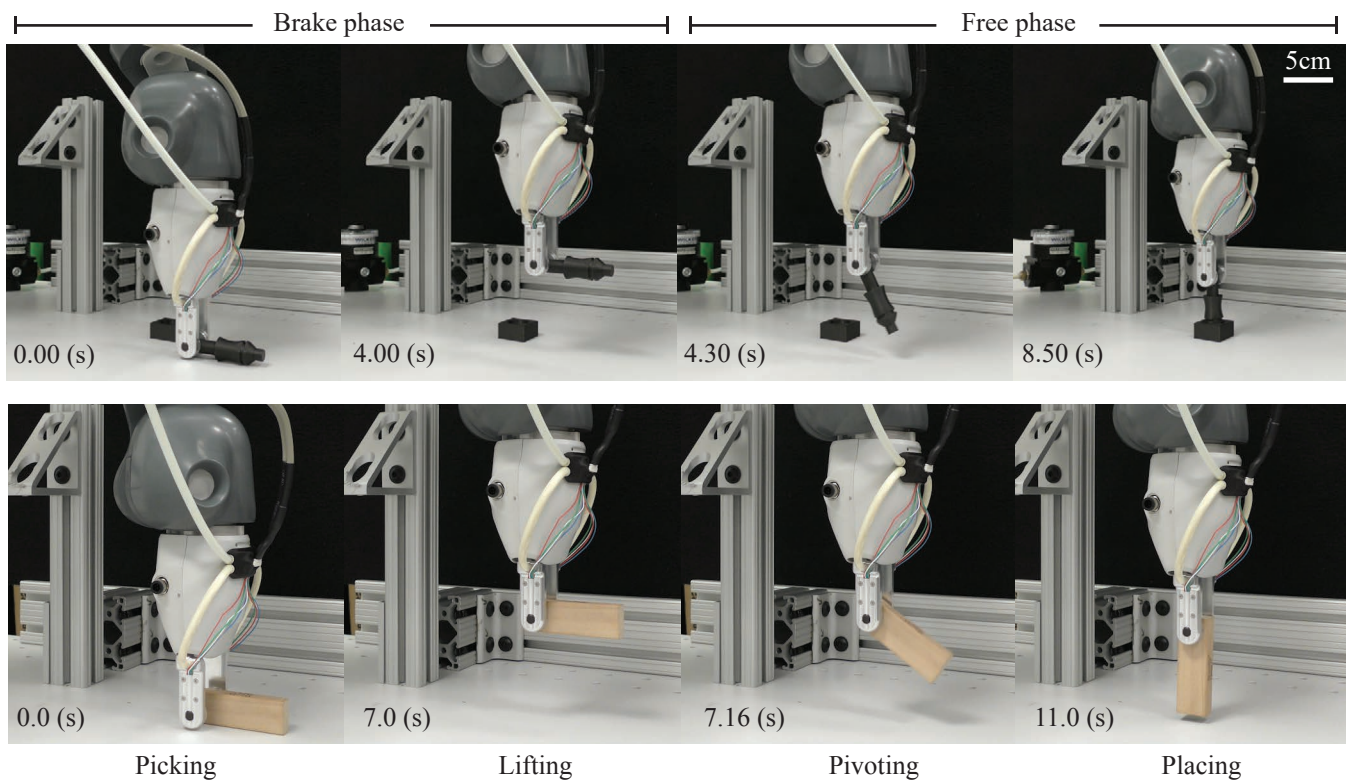 Brake phase
Free phase
5cm
0.00 (s)
4.00 (s)
4.30 (s)
8.50 (s)
0.0 (s)
7.0 (s)
7.16 (s)
11.0 (s)
Picking
Lifting
Pivoting
Placing